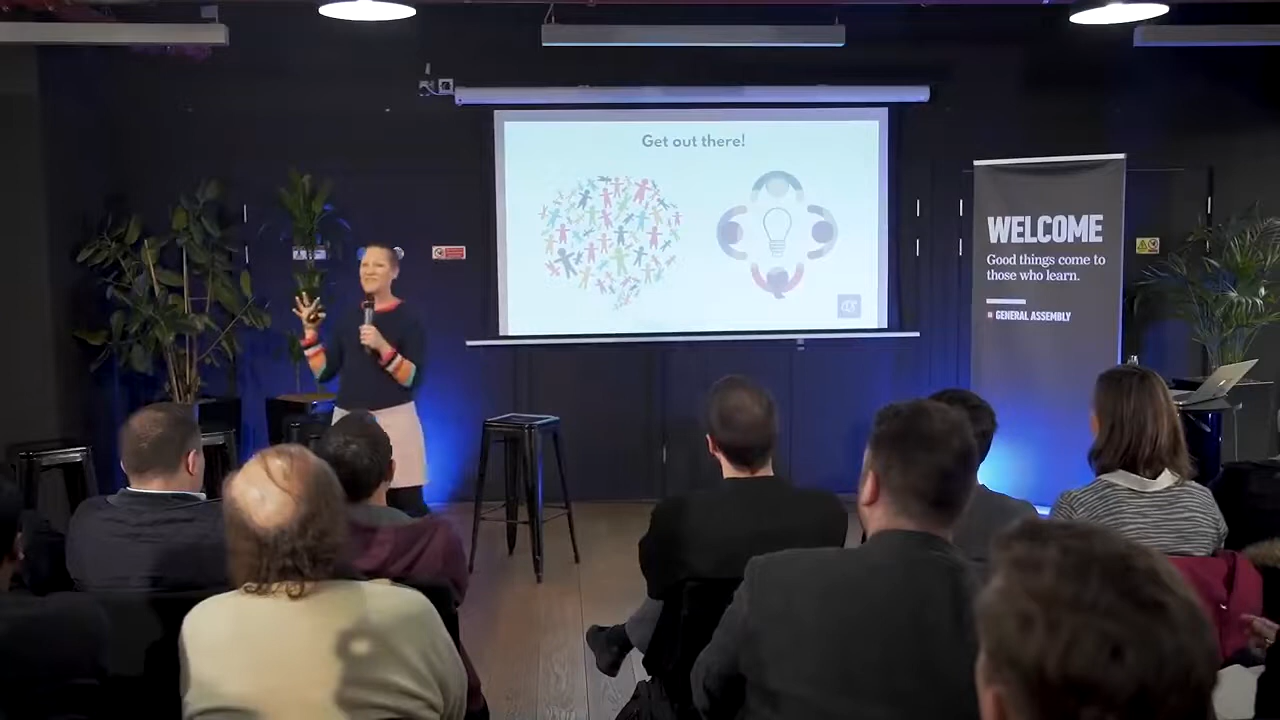 Get out there!
WELCOME
Good things come to
those who learn.
GENERAL ASSEMBLY